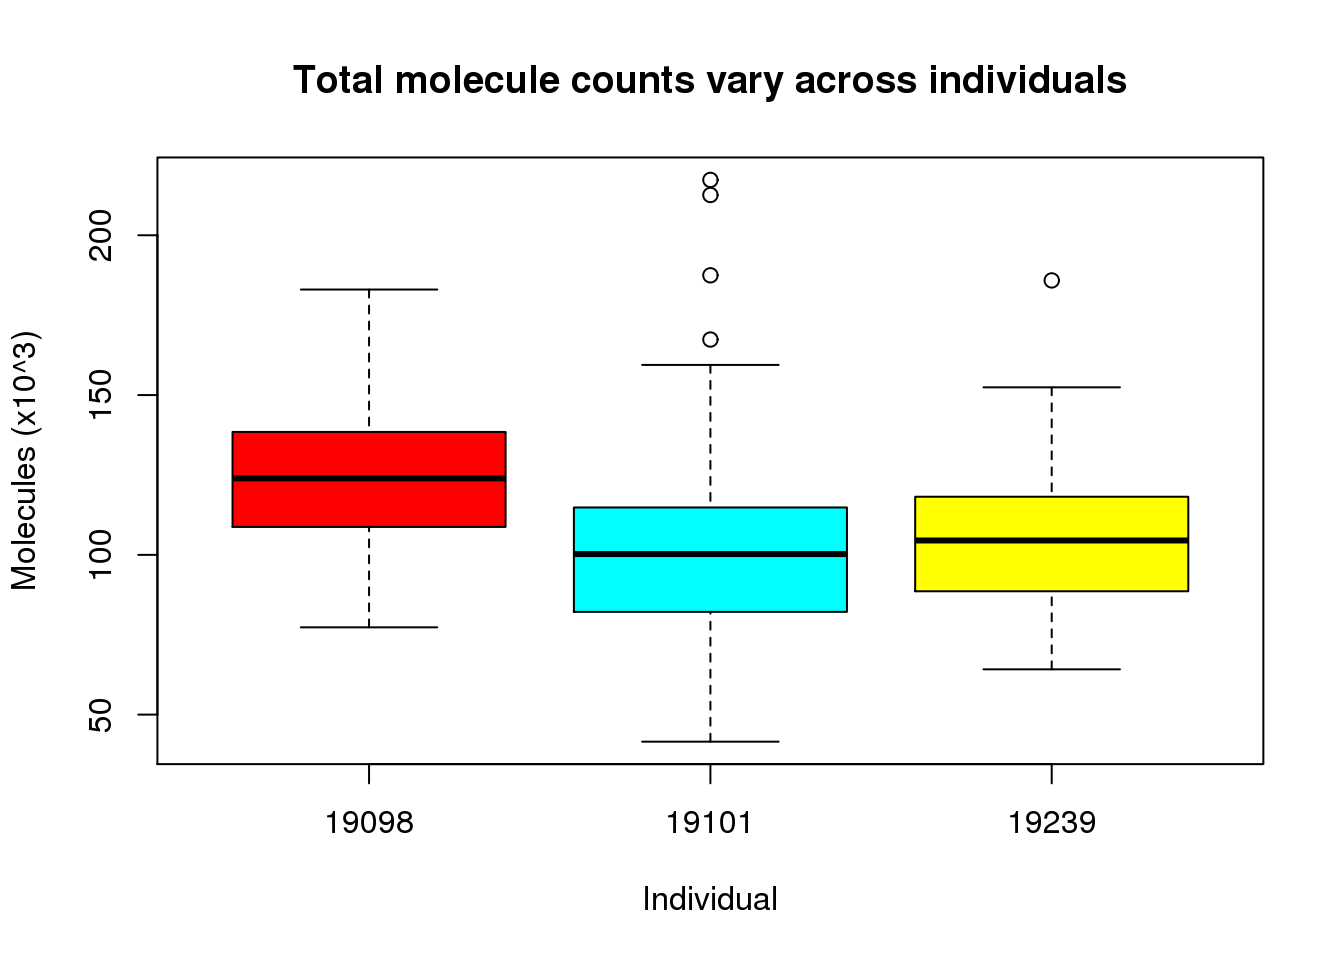 Total molecule counts vary across individuals
Molecules (x10^3)
200
150
100
50
19098
19101
19239
Individual